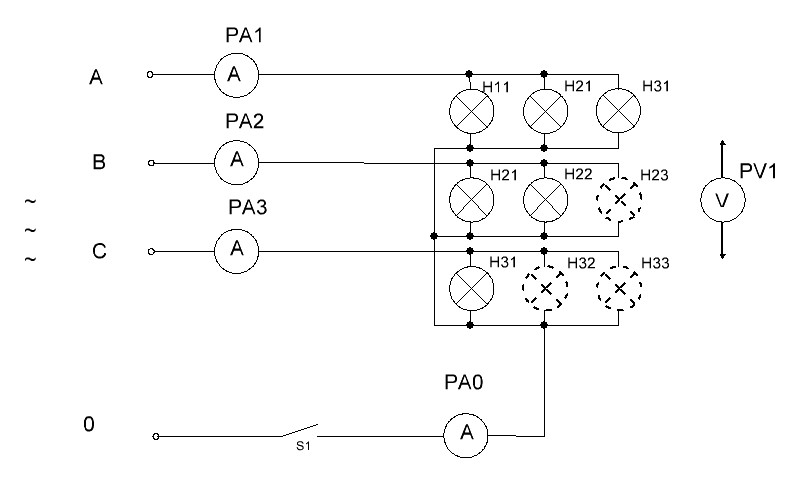 PA1
A
A
H11
H21
H31
PA2
B
A
H21
H22
H23
PV1
V
~
~
~
PA3
C
A
H31
H32
H33
PA0
0
S1
A